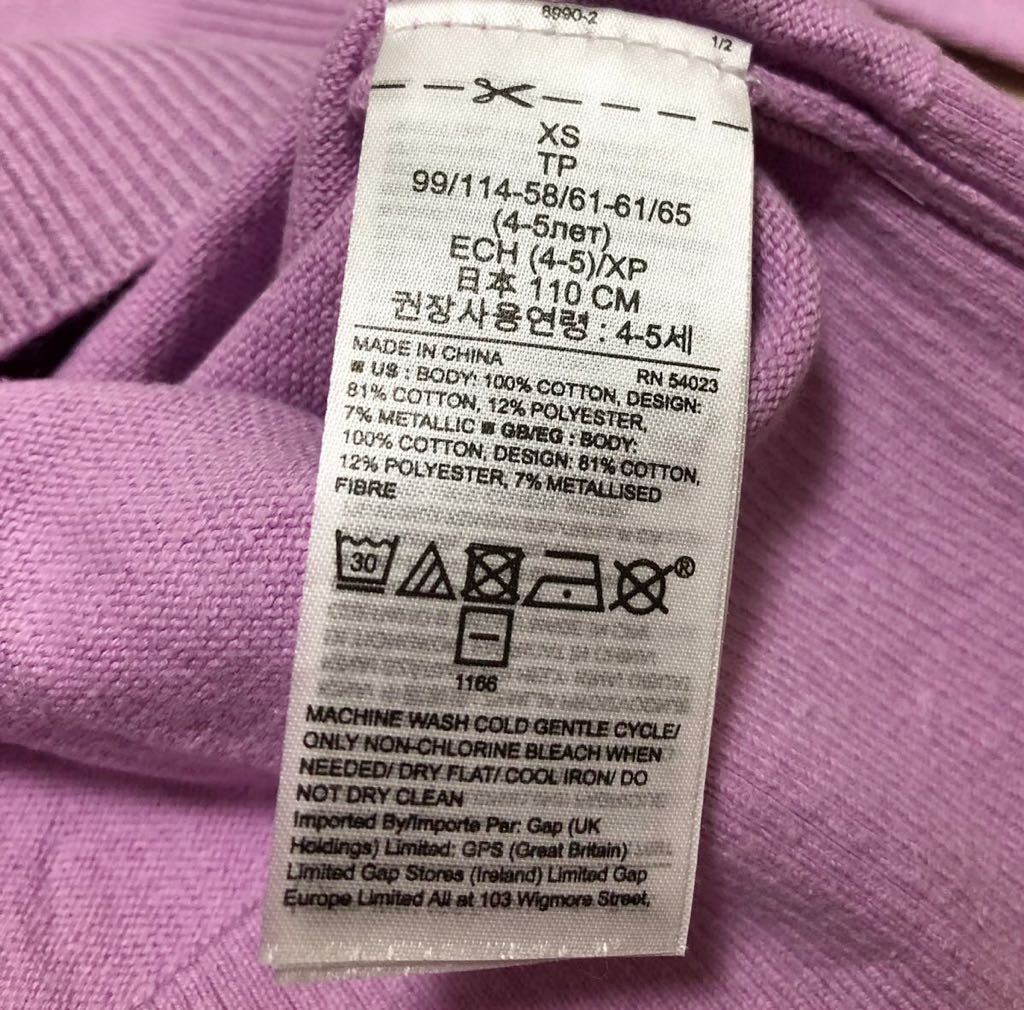 8990-2
1/2
XS
TP
99/114-58/61-61/65
(4-5лет)
ECH (4-5)/XP
日本 110 CM
권장사용연령 : 4-5세
MADE IN CHINA
RN 54023
US : BODY: 100% COTTON, DESIGN:
81% COTTON, 12% POLYESTER,
7% METALLIC ■ GB/EG : BODY:
100% COTTON, DESIGN: 81% COTTON,
12% POLYESTER, 7% METALLISED
FIBRE
30
®
1166
MACHINE WASH COLD GENTLE CYCLE/
ONLY NON-CHLORINE BLEACH WHEN
NEEDED/ DRY FLAT/ COOL IRON/ DO
NOT DRY CLEAN
Imported By/Importe Par: Gap (UK
Holdings) Limited: GPS (Great Britain)
Limited Gap Stores (Ireland) Limited Gap
Europe Limited All at 103 Wigmore Street,